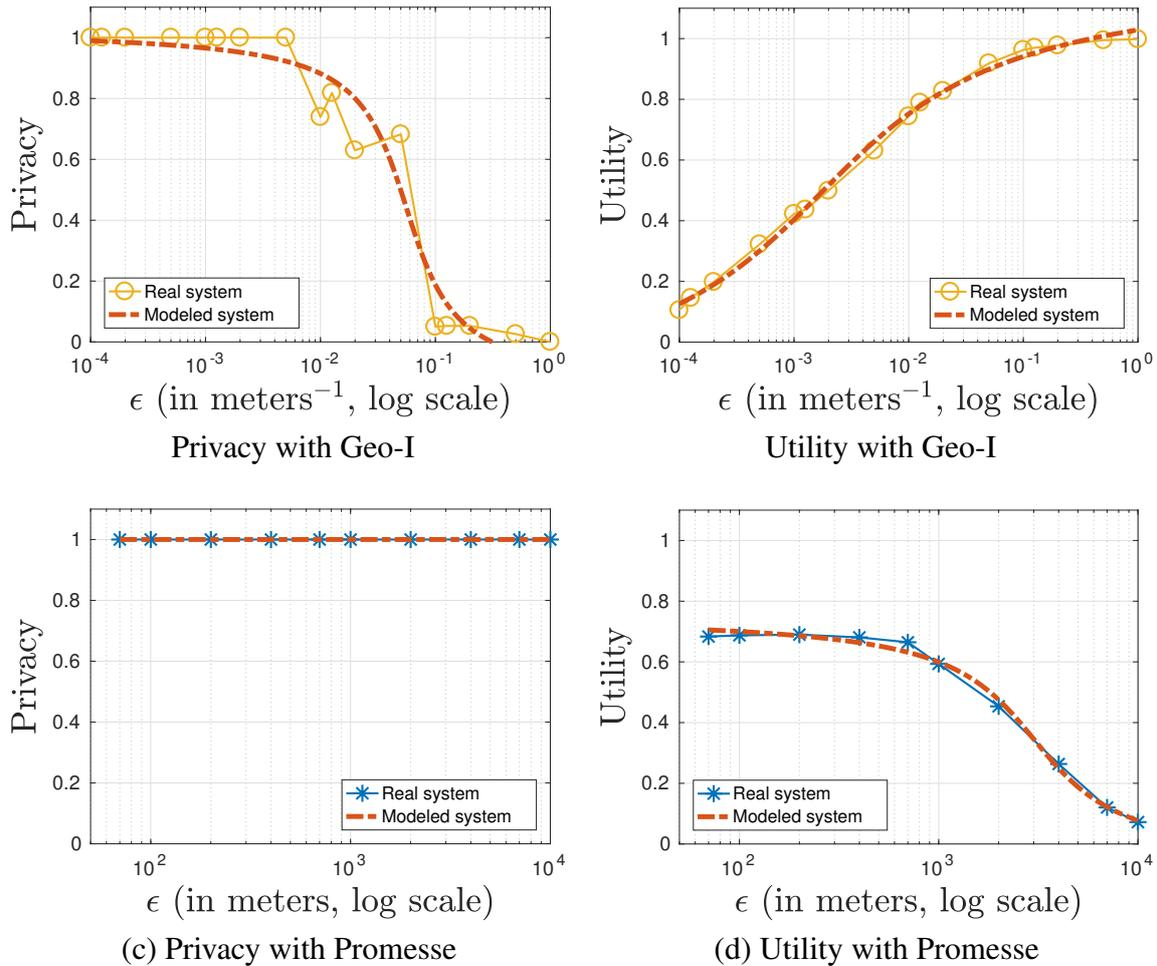 1
0.8
0.6
0.4
0.2
0
Privacy
Real system
Modeled system
10^-4
10^-3
10^-2
10^-1
10^0
ϵ (in meters^−1, log scale)
Privacy with Geo-I
1
0.8
0.6
0.4
0.2
0
Utility
Real system
Modeled system
10^-4
10^-3
10^-2
10^-1
10^0
ϵ (in meters^−1, log scale)
Utility with Geo-I
1
0.8
0.6
0.4
0.2
0
Privacy
Real system
Modeled system
10^2
10^3
10^4
ϵ (in meters, log scale)
(c) Privacy with Promesse
1
0.8
0.6
0.4
0.2
0
Utility
Real system
Modeled system
10^2
10^3
10^4
ϵ (in meters, log scale)
(d) Utility with Promesse